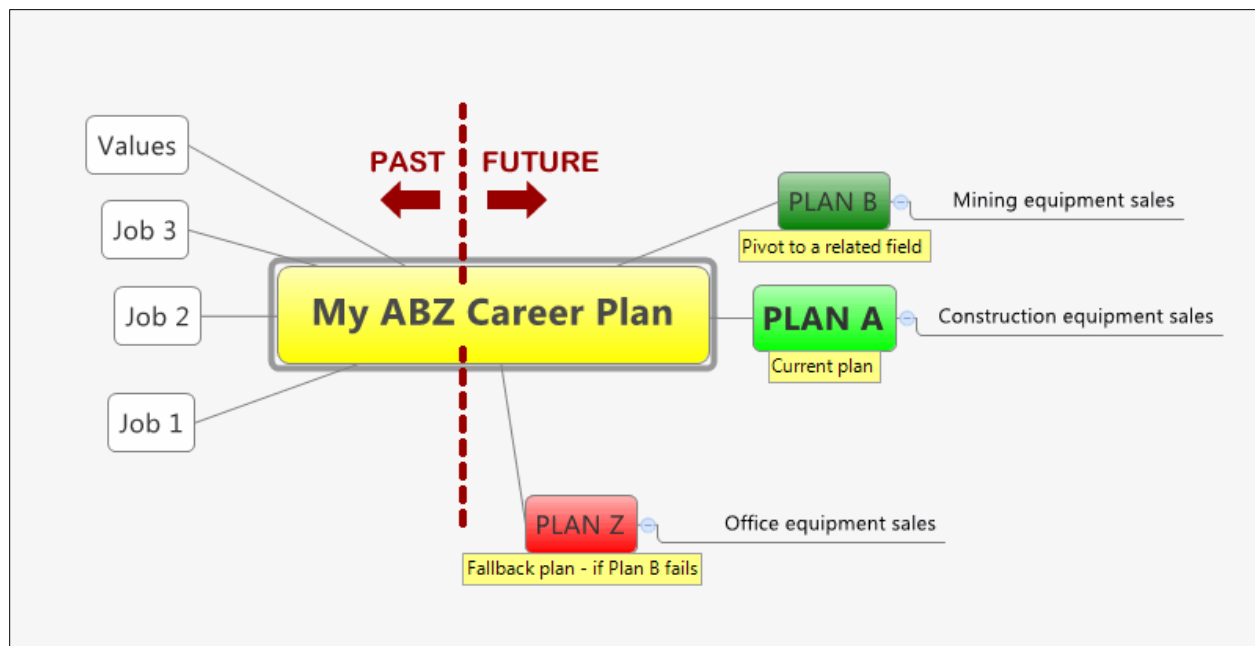 Values
Job 3
Job 2
Job 1
PAST
FUTURE
My ABZ Career Plan
PLAN B
Pivot to a related field
Mining equipment sales
PLAN A
Current plan
Construction equipment sales
PLAN Z
Fallback plan - if Plan B fails
Office equipment sales